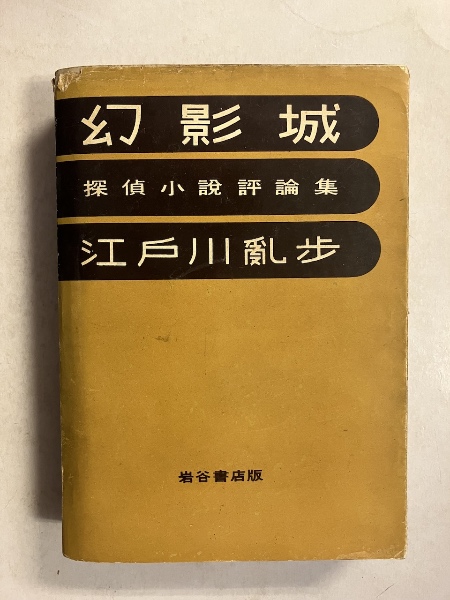 幻影城
探偵小說評論集
江戶川亂步
岩谷書店版